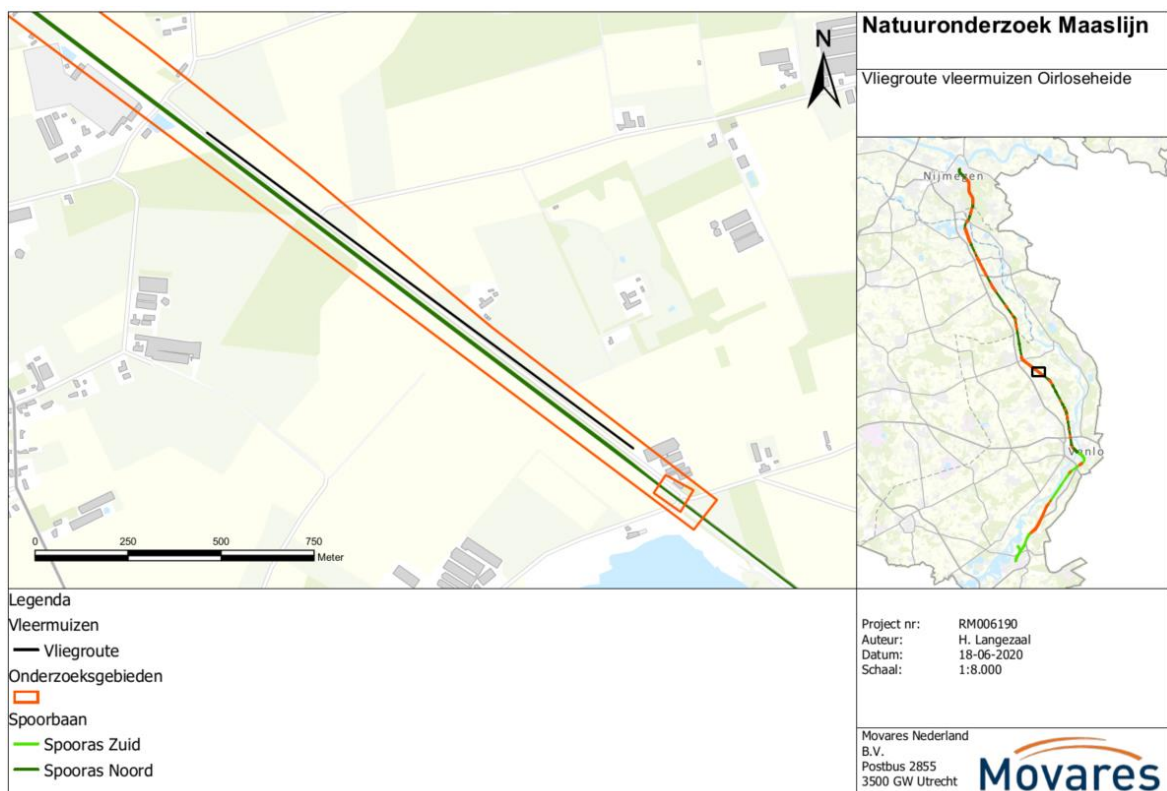 Natuuronderzoek Maaslijn
Vliegroute vleermuizen Oirloseheide
N
Nijmegen
Venlo
0 250 500 750
Meter
Legenda
Vleermuizen
Vliegroute
Onderzoeksgebieden
Spoorbaan
Spooras Zuid
Spooras Noord
Project nr: RM006190
Auteur: H. Langezaal
Datum: 18-06-2020
Schaal: 1:8.000
Movares Nederland
B.V.
Postbus 2855
3500 GW Utrecht
Movares